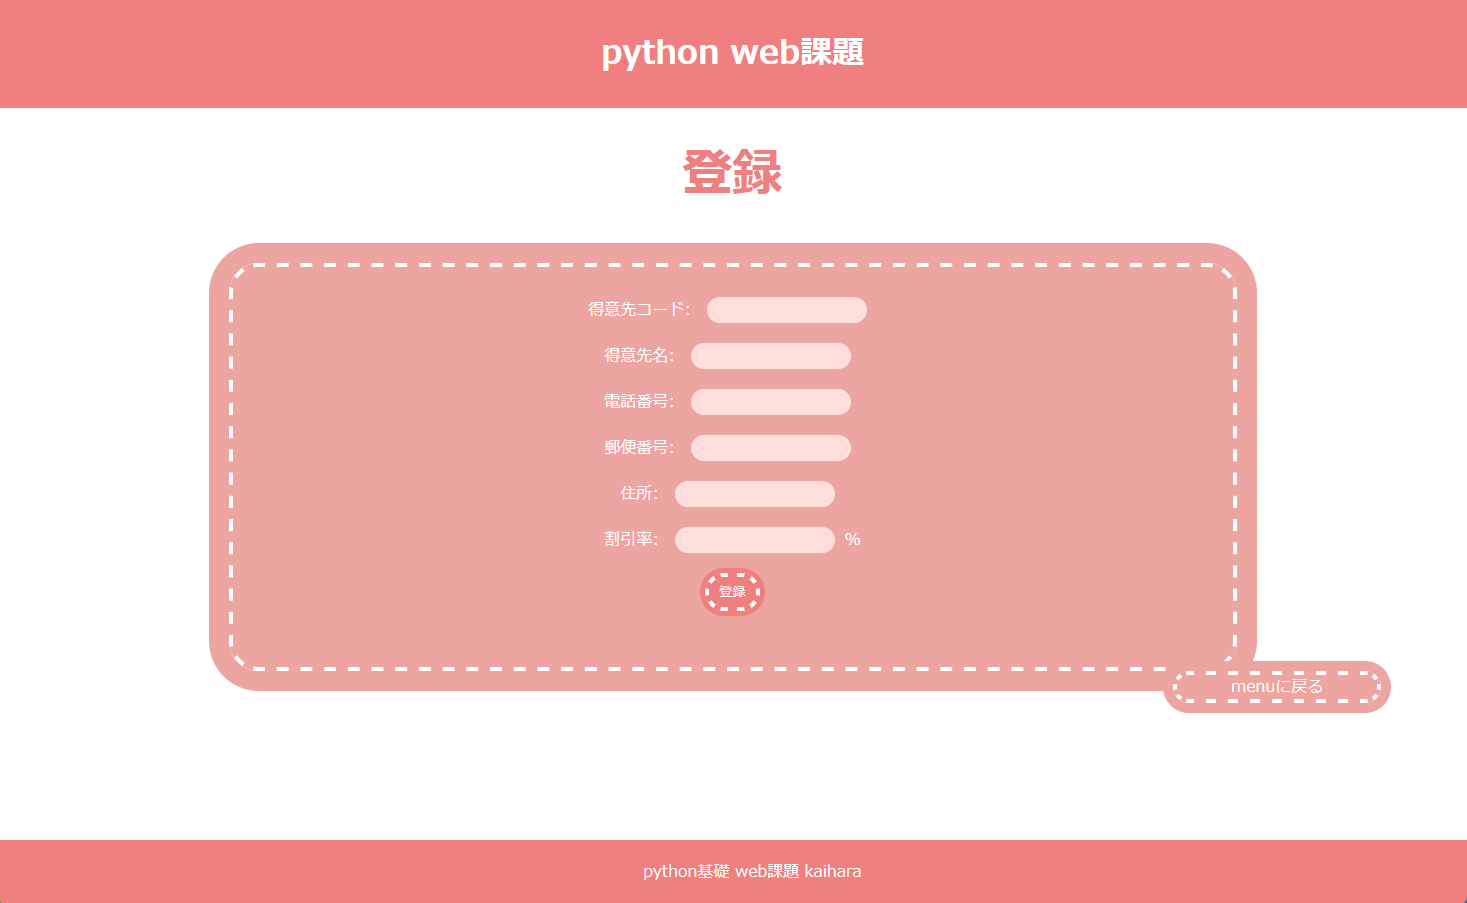 python web課題
登録
得意先コード：
得意先名：
電話番号：
郵便番号：
住所：
割引率： %
登録
menuに戻る
python基礎 web課題 kaihara